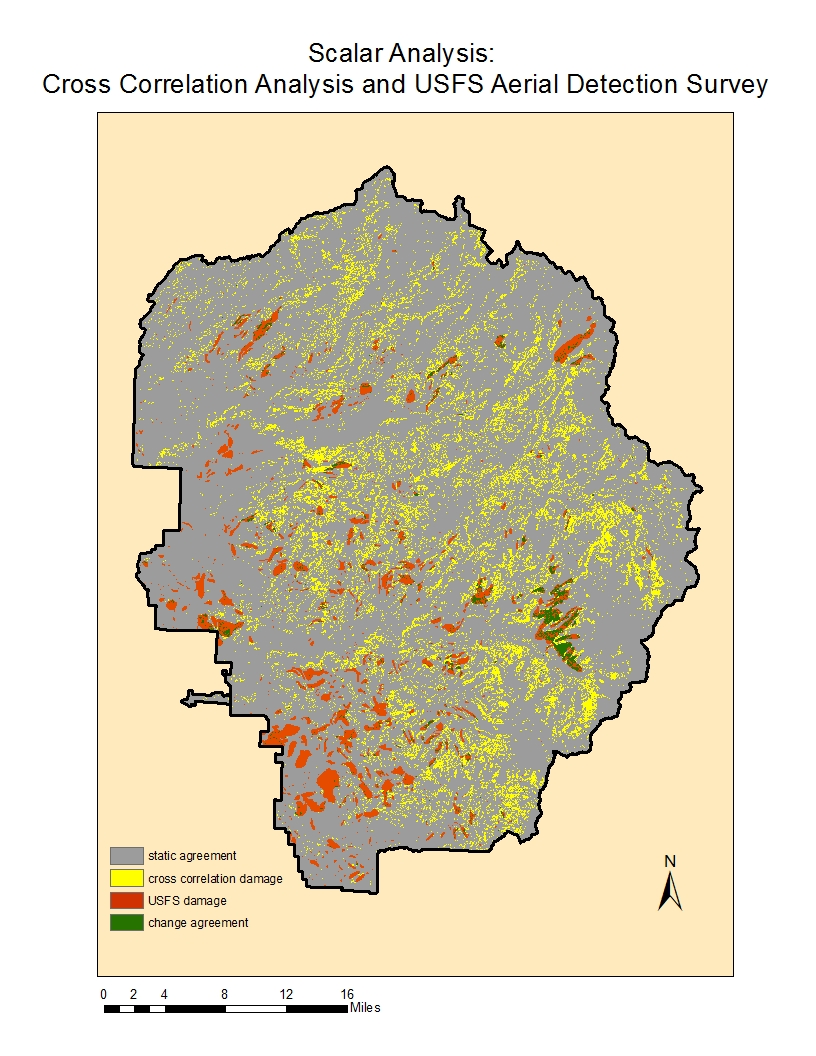 Scalar Analysis:
Cross Correlation Analysis and USFS Aerial Detection Survey
static agreement
cross correlation damage
USFS damage
change agreement
N
0 2 4 8 12 16
Miles